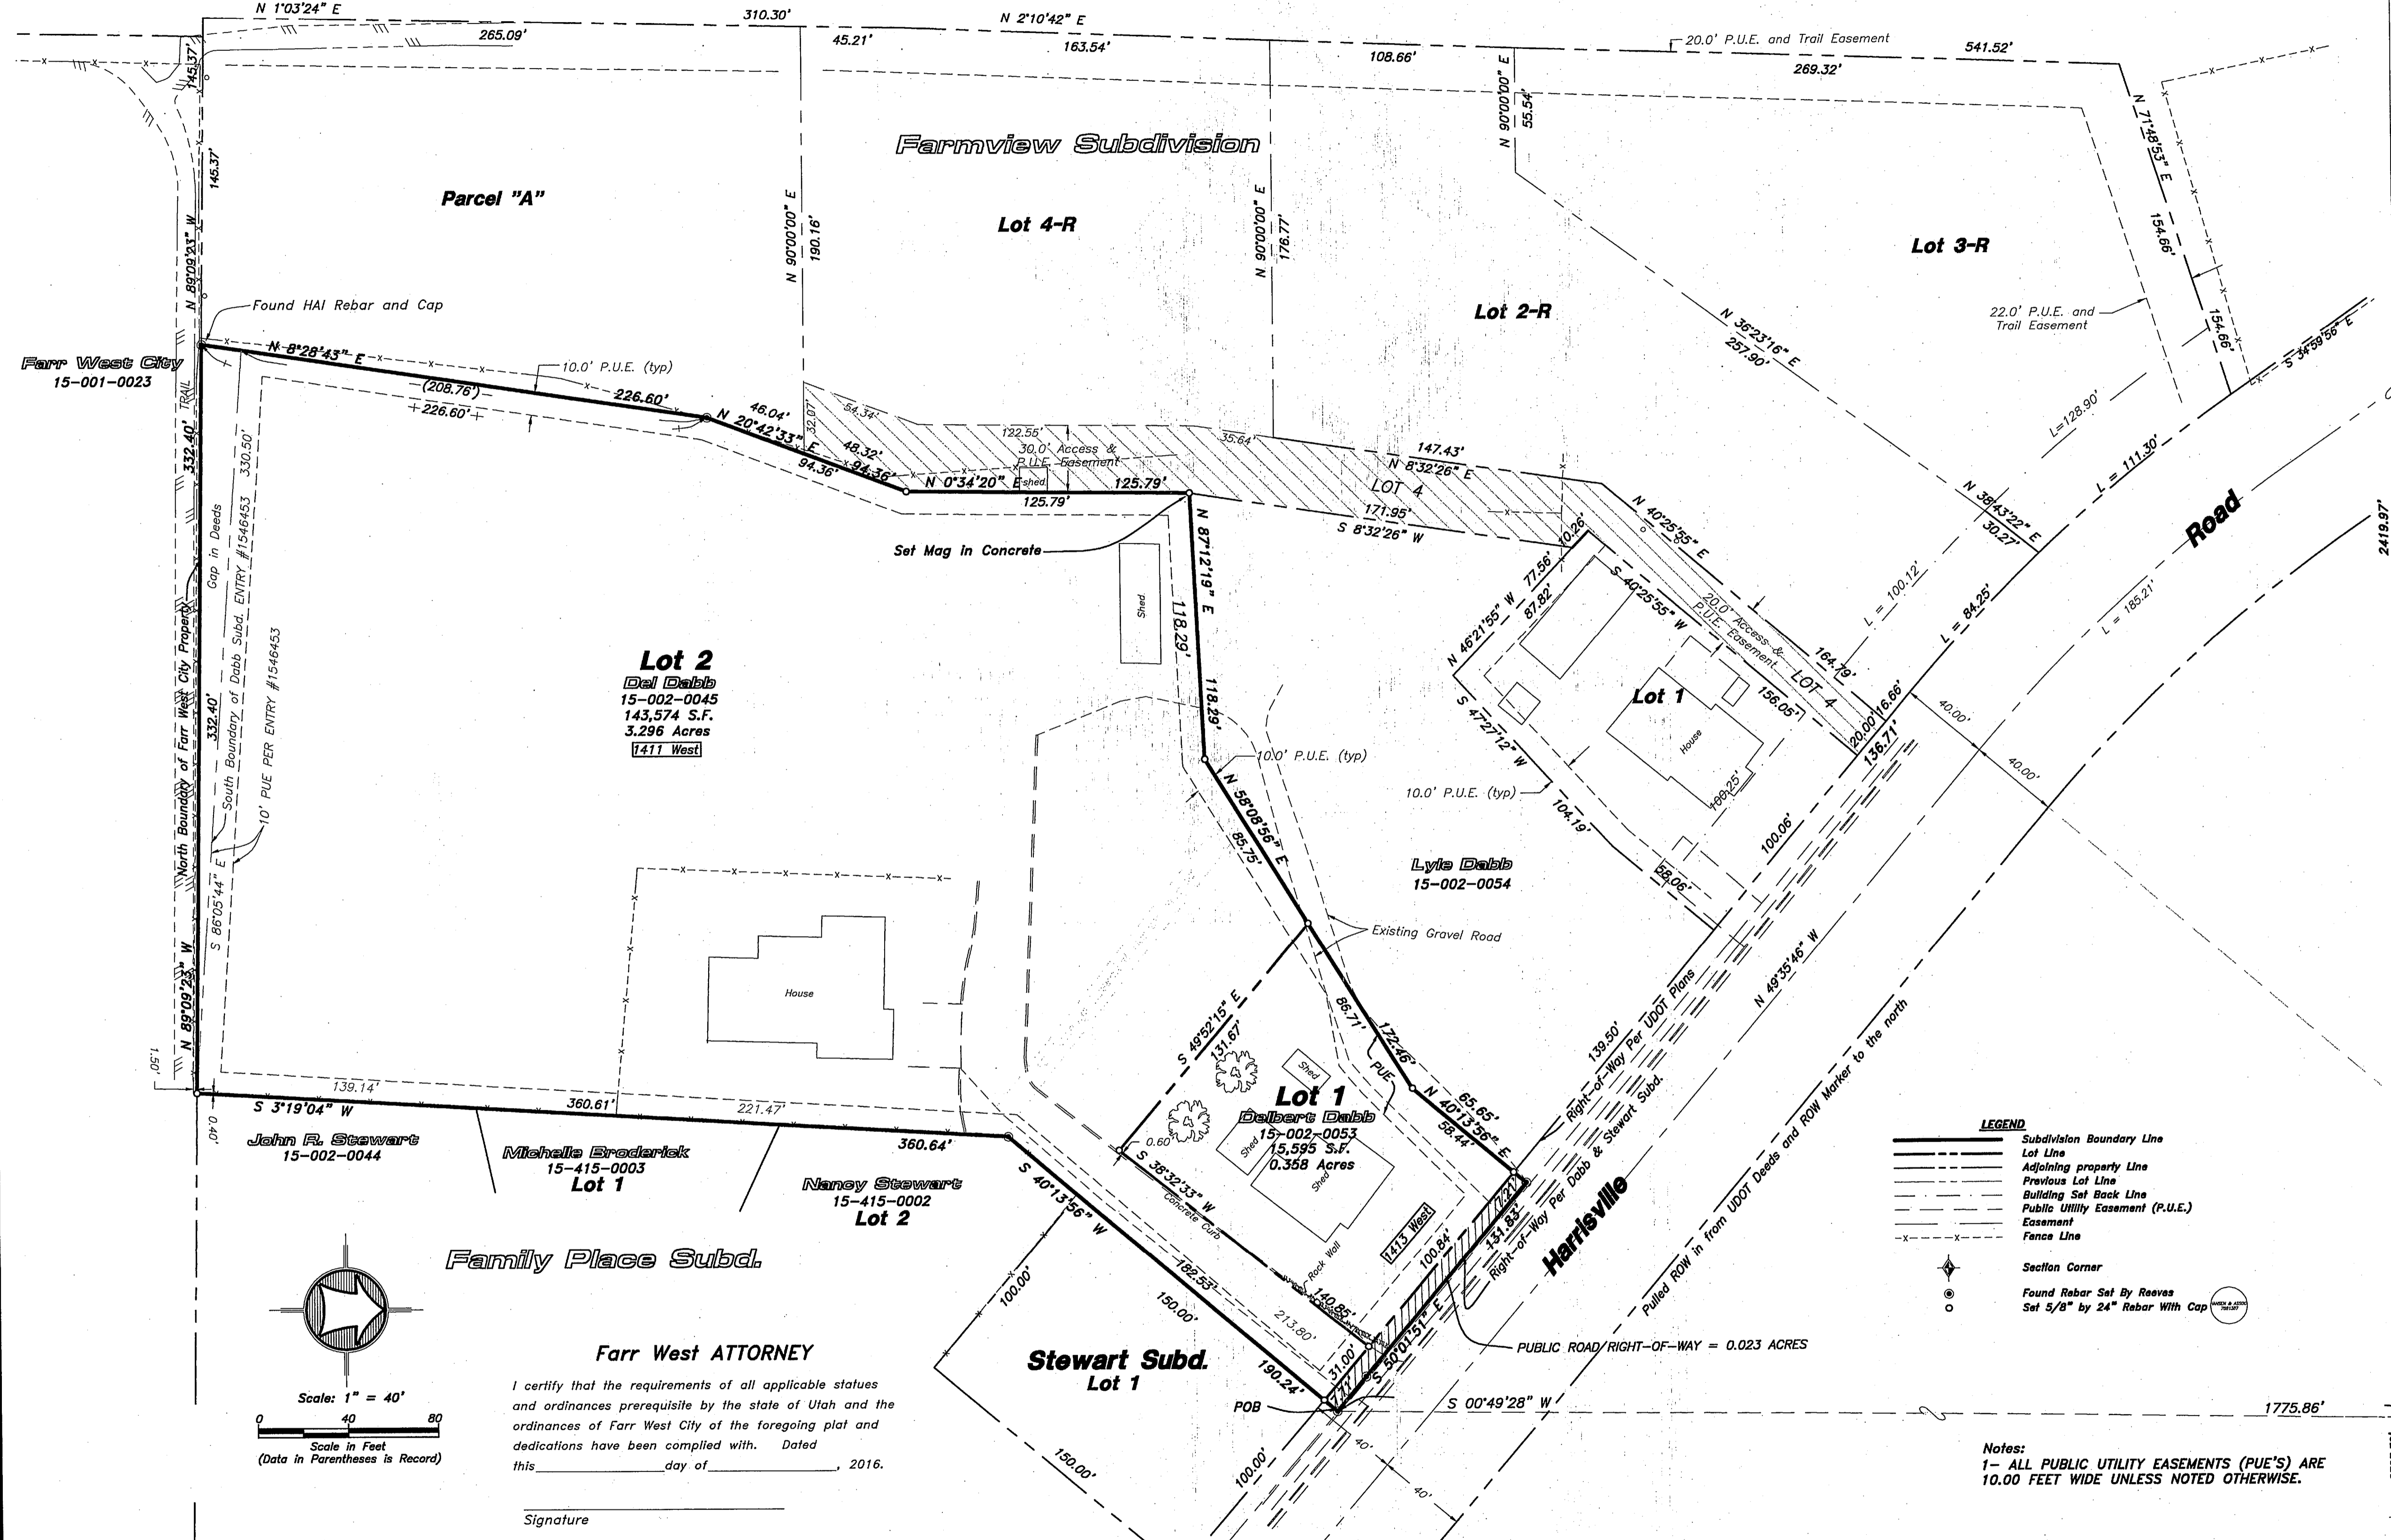 N 1°03'24" E
310.30'
N 2°10'42" E
265.09'
45.21'
163.54'
108.66'
20.0' P.U.E. and Trail Easement
541.52'
269.32'
145.37'
145.37'
N 89°09'23" W
N 90°00'00" E
55.54'
N 71°48'53" E
154.66'
154.66'
Farmview Subdivision
Parcel "A"
N 90°00'00" E
190.16'
Lot 4-R
N 90°00'00" E
176.77'
Lot 2-R
Lot 3-R
22.0' P.U.E. and
Trail Easement
S 34°59'56" E
N 36°23'16" E
257.90'
Found HAI Rebar and Cap
Farr West City
15-001-0023
TRAIL
N 8°28'43" E
(208.76')
226.60'
226.60'
10.0' P.U.E. (typ)
46.04'
N 20°42'33" E
48.32'
94.36'
94.36'
32.07'
54.34'
122.55'
30.0' Access &
P.U.E. Easement
shed
35.64'
147.43'
N 8°32'26" E
LOT 4
171.95'
S 8°32'26" W
N 0°34'20" E
125.79'
125.79'
Set Mag in Concrete
L=128.90'
L = 111.30'
N 38°43'22" E
30.27'
L = 100.12'
L = 84.25'
L = 185.21'
Road
2419.97'
N 40°25'55" E
20.0' Access &
P.U.E. Easement
164.79'
LOT 4
10.26'
77.56'
87.82'
N 46°21'55" W
S 40°25'55" W
156.05'
16.66'
20.00'
136.71'
40.00'
40.00'
S 47°27'12" W
104.19'
58.06'
Lot 1
House
100.25'
100.06'
10.0' P.U.E. (typ)
332.40'
332.40'
330.50'
Gap in Deeds
North Boundary of Farr West City Property
South Boundary of Dabb Subd. ENTRY #1546453
10' PUE PER ENTRY #1546453
S 86°05'44" E
N 89°09'23" W
1.50'
0.40'
Lot 2
Del Dabb
15-002-0045
143,574 S.F.
3.296 Acres
1411 West
Shed
N 87°12'19" E
118.29'
118.29'
10.0' P.U.E. (typ)
N 58°08'56" E
85.75'
Lyle Dabb
15-002-0054
Existing Gravel Road
House
86.71'
172.46'
PUE
S 49°52'15" E
131.67'
Shed
Lot 1
Delbert Dabb
15-002-0053
15,595 S.F.
0.358 Acres
Shed
Shed
1413 West
0.60'
S 38°32'33" W
Concrete Curb
Rock Wall
140.85'
N 40°13'56" E
65.65'
58.44'
7.21'
100.84'
131.83'
139.50'
Right-of-Way Per UDOT Plans
Right-of-Way Per Dabb & Stewart Subd.
N 49°35'46" W
Harrisville
Pulled ROW in from UDOT Deeds and ROW Marker to the north
139.14'
S 3°19'04" W
360.61'
221.47'
360.64'
John R. Stewart
15-002-0044
Michelle Broderick
15-415-0003
Lot 1
Nancy Stewart
15-415-0002
Lot 2
S 40°13'56" W
182.53'
150.00'
213.80'
190.24'
100.00'
31.00'
7.71'
S 50°01'51" E
POB
PUBLIC ROAD/RIGHT-OF-WAY = 0.023 ACRES
S 00°49'28" W
1775.86'
40'
40'
100.00'
150.00'
Stewart Subd.
Lot 1
Family Place Subd.
Scale: 1" = 40'
0 40 80
Scale in Feet
(Data in Parentheses is Record)
Farr West ATTORNEY
I certify that the requirements of all applicable statues
and ordinances prerequisite by the state of Utah and the
ordinances of Farr West City of the foregoing plat and
dedications have been complied with. Dated
this day of , 2016.
Signature
LEGEND
Subdivision Boundary Line
Lot Line
Adjoining property Line
Previous Lot Line
Building Set Back Line
Public Utility Easement (P.U.E.)
Easement
Fence Line
Section Corner
Found Rebar Set By Reeves
Set 5/8" by 24" Rebar With Cap
Notes:
1- ALL PUBLIC UTILITY EASEMENTS (PUE'S) ARE
10.00 FEET WIDE UNLESS NOTED OTHERWISE.